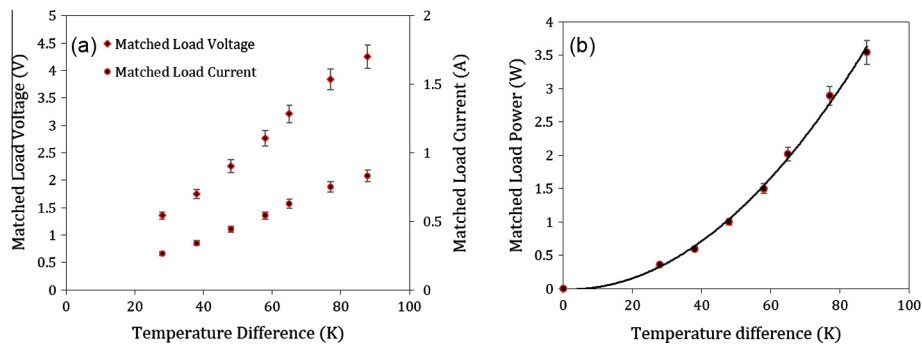 (a)
Matched Load Voltage
Matched Load Current
Matched Load Voltage (V)
5
4.5
4
3.5
3
2.5
2
1.5
1
0.5
0
2
1.5
1
0.5
0
Matched Load Current (A)
0 20 40 60 80 100
Temperature Difference (K)
(b)
Matched Load Power (W)
4
3.5
3
2.5
2
1.5
1
0.5
0
0 20 40 60 80 100
Temperature difference (K)